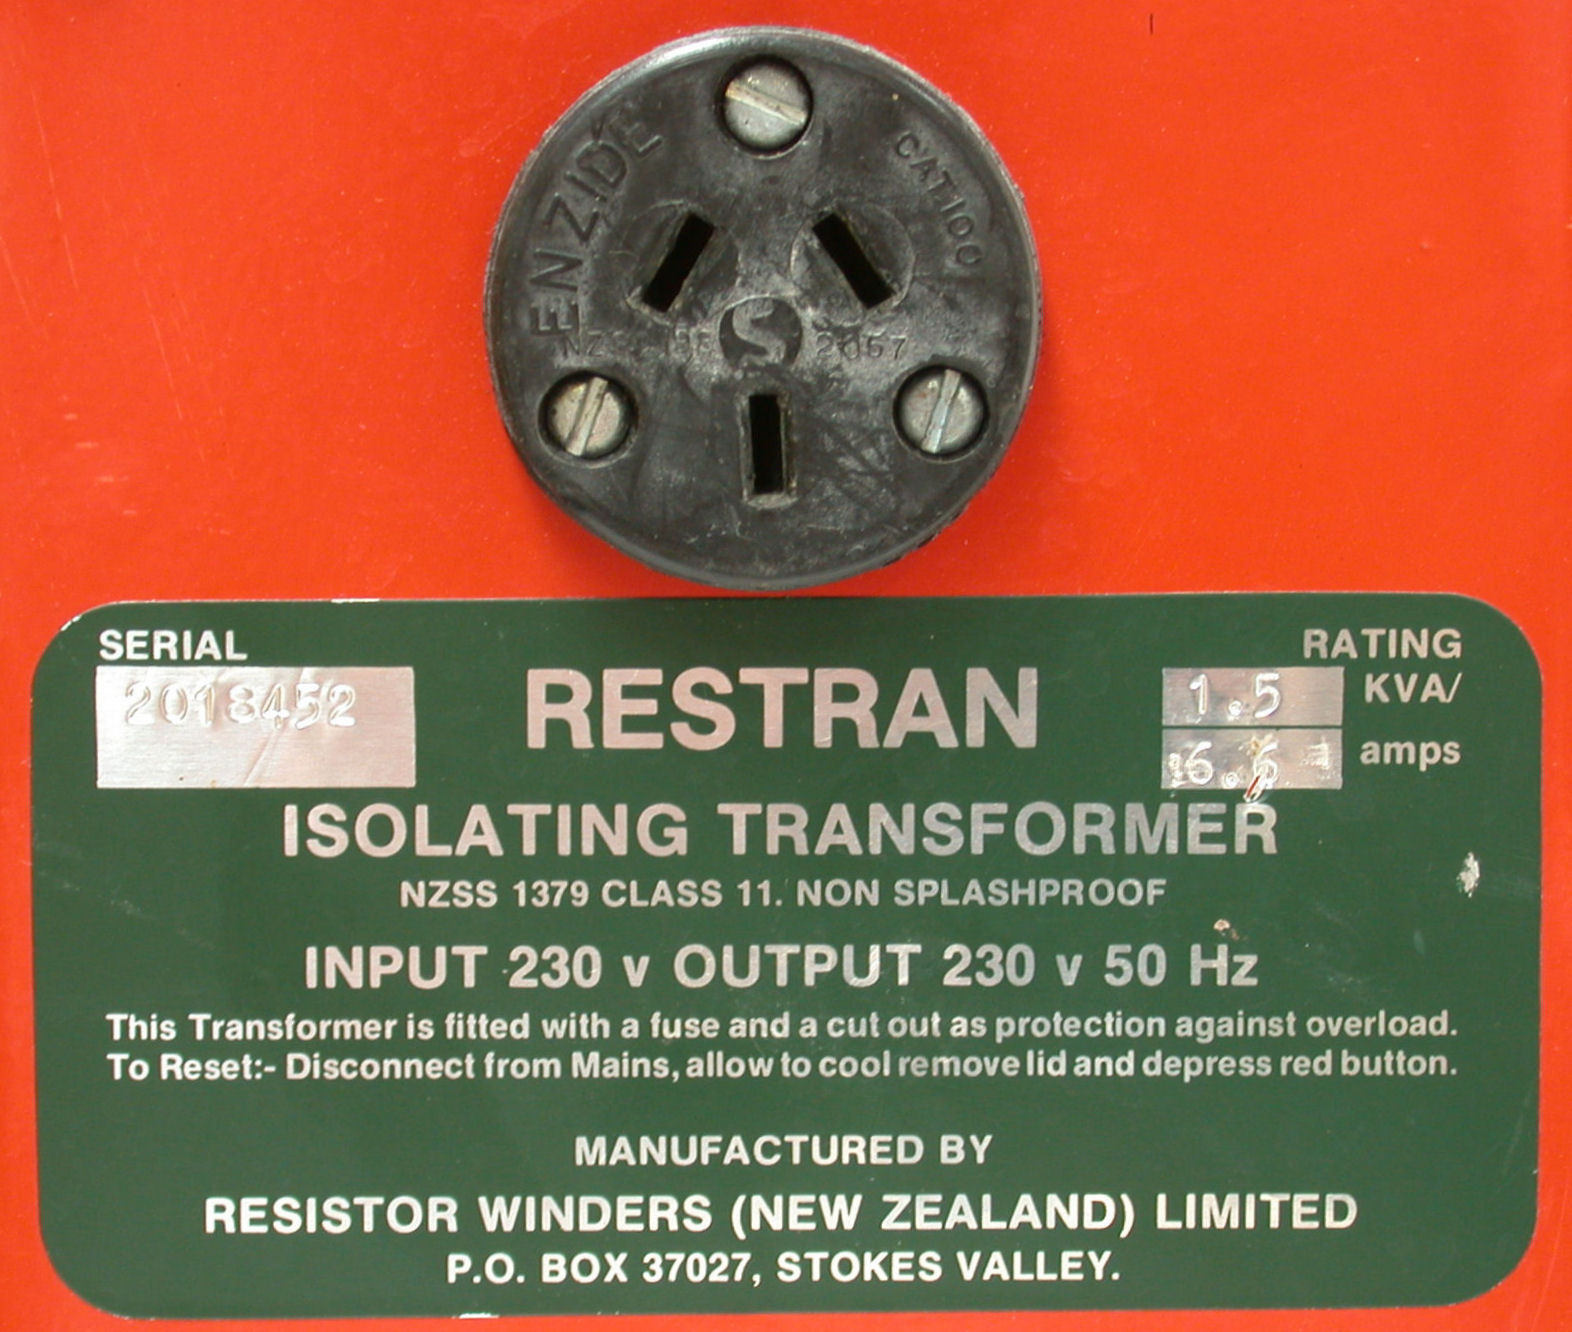 ENZIDE
CAT100
S
2067
SERIAL
2018452
RESTRAN
RATING
1.5 KVA/
6.6 amps
ISOLATING TRANSFORMER
NZSS 1379 CLASS 11. NON SPLASHPROOF
INPUT 230 v OUTPUT 230 v 50 Hz
This Transformer is fitted with a fuse and a cut out as protection against overload.
To Reset:- Disconnect from Mains, allow to cool remove lid and depress red button.
MANUFACTURED BY
RESISTOR WINDERS (NEW ZEALAND) LIMITED
P.O. BOX 37027, STOKES VALLEY.